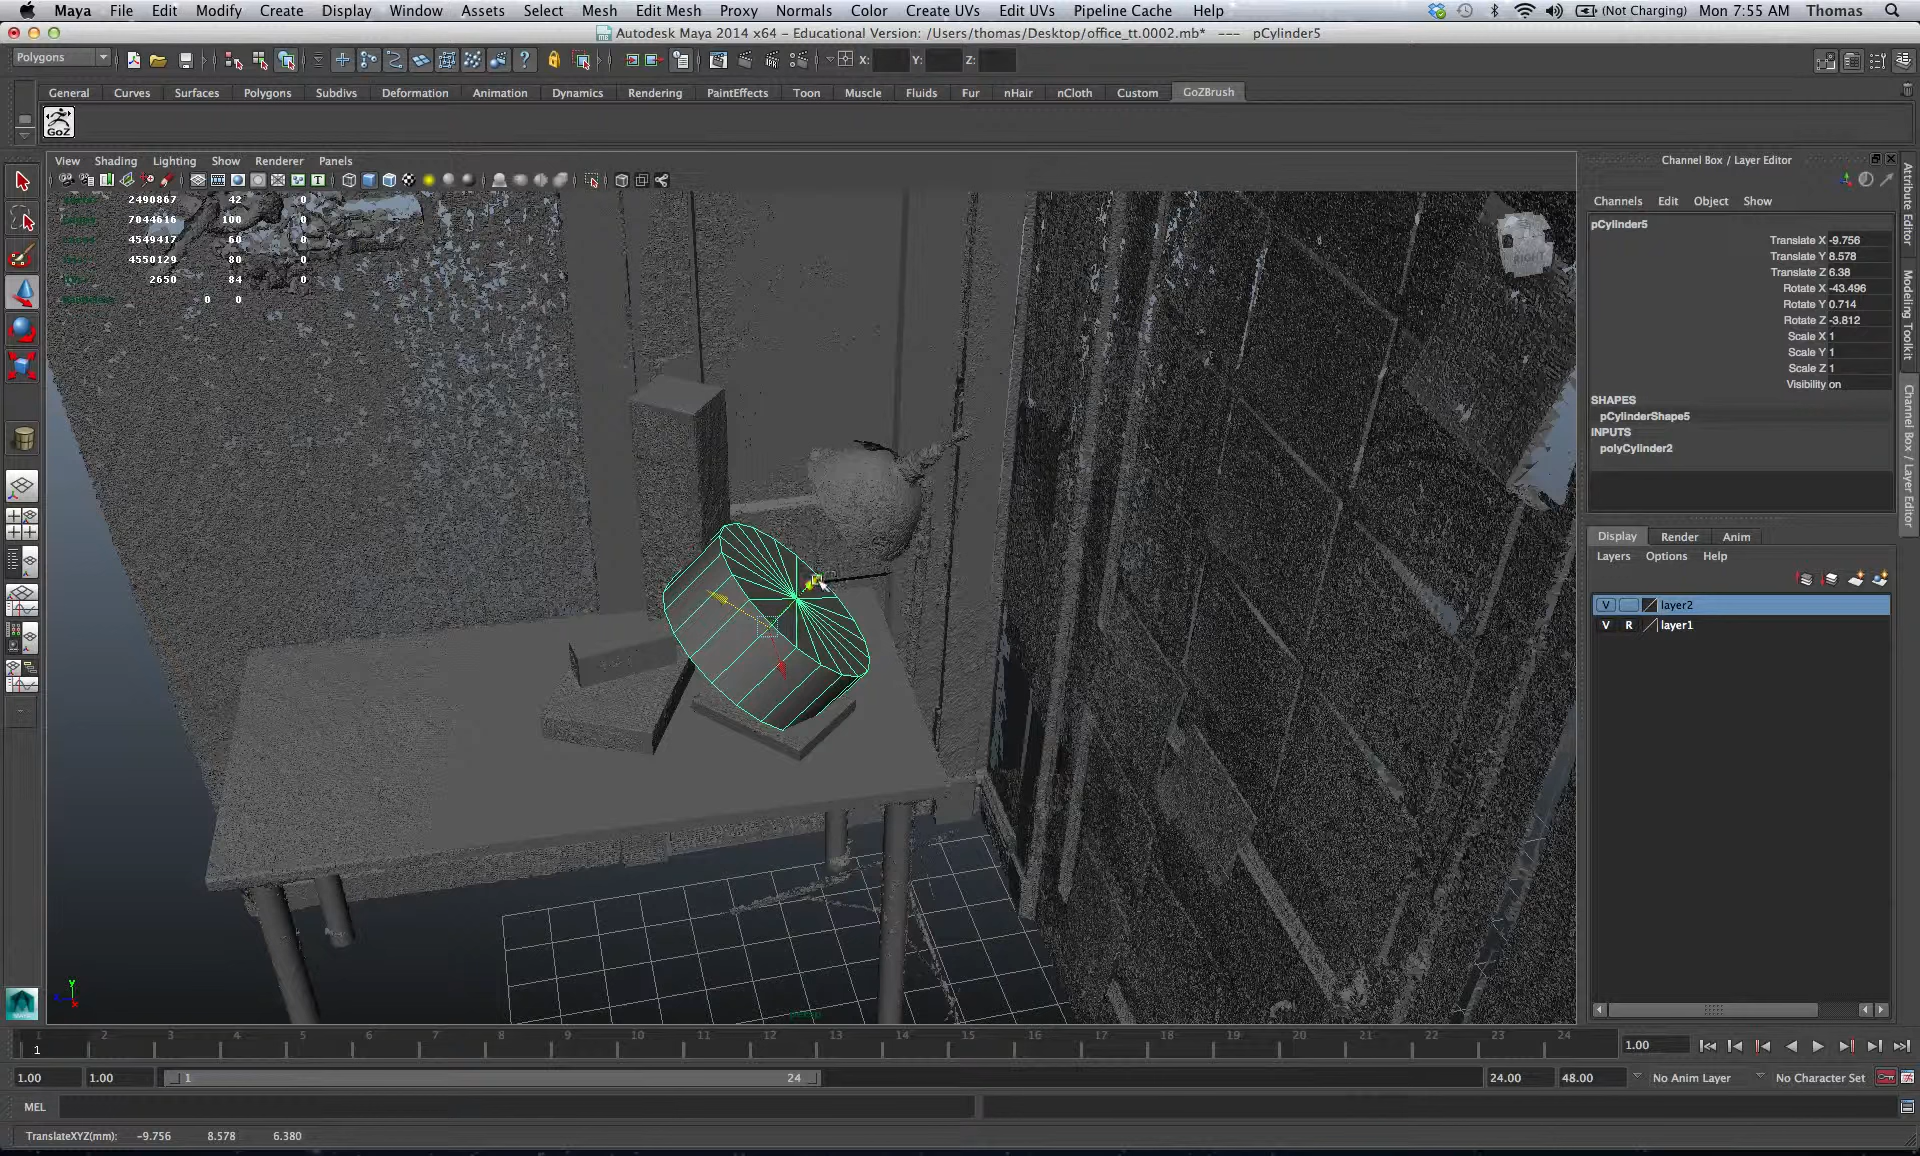 Maya File Edit Modify Create Display Window Assets Select Mesh Edit Mesh Proxy Normals Color Create UVs Edit UVs Pipeline Cache Help (Not Charging) Mon 7:55 AM Thomas
Autodesk Maya 2014 x64 - Educational Version: /Users/thomas/Desktop/office_tt.0002.mb* --- pCylinder5
Polygons X: Y: Z:
General Curves Surfaces Polygons Subdivs Deformation Animation Dynamics Rendering PaintEffects Toon Muscle Fluids Fur nHair nCloth Custom GoZBrush
GoZ
View Shading Lighting Show Renderer Panels
Channel Box / Layer Editor
2490867 42 0
7044616 100 0
4549417 60 0
4550129 80 0
2650 84 0
0 0
RIGHT
persp
Channels Edit Object Show
pCylinder5
Translate X -9.756
Translate Y 8.578
Translate Z 6.38
Rotate X -43.496
Rotate Y 0.714
Rotate Z -3.812
Scale X 1
Scale Y 1
Scale Z 1
Visibility on
SHAPES
pCylinderShape5
INPUTS
polyCylinder2
Attribute Editor
Modeling Toolkit
Channel Box / Layer Editor
Display Render Anim
Layers Options Help
V layer2
V R layer1
1 2 3 4 5 6 7 8 9 10 11 12 13 14 15 16 17 18 19 20 21 22 23 24
1 1.00
1.00 1.00 1 24 24.00 48.00 No Anim Layer No Character Set
MEL
TranslateXYZ(mm): -9.756 8.578 6.380